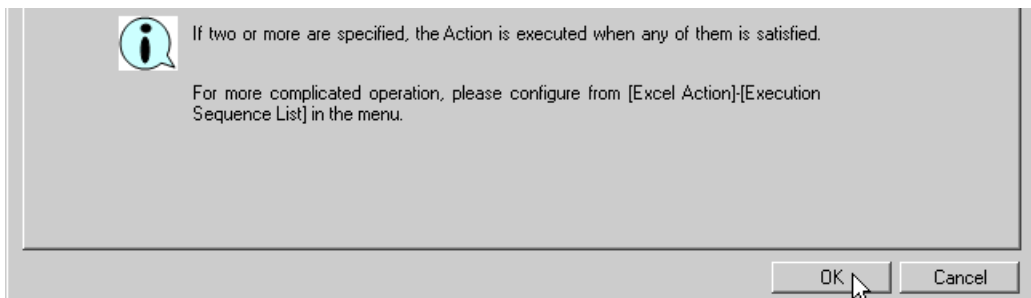 If two or more are specified, the Action is executed when any of them is satisfied.
For more complicated operation, please configure from [Excel Action]-[Execution
Sequence List] in the menu.
OK
Cancel